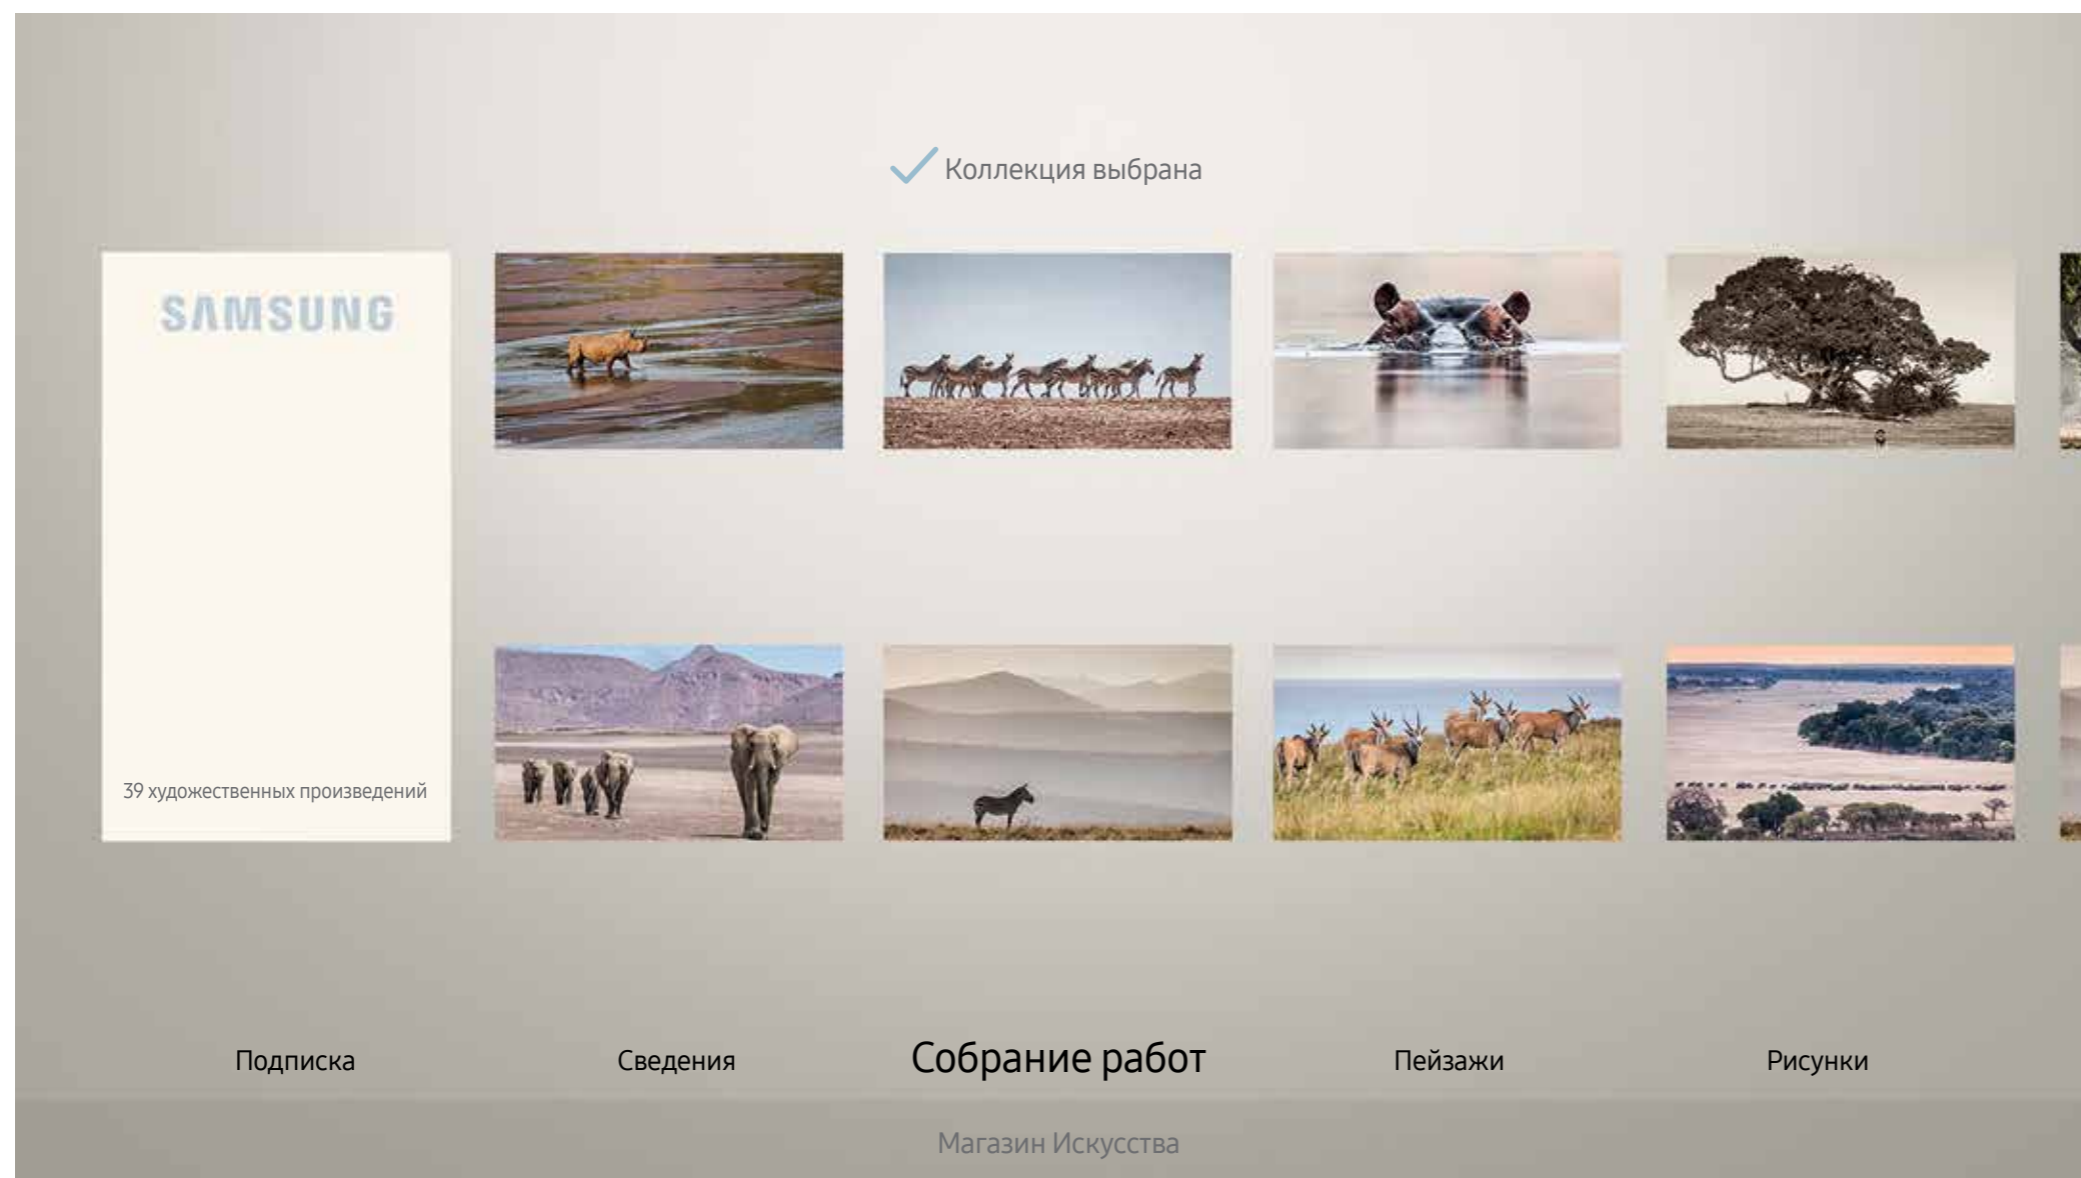 Коллекция выбрана
SAMSUNG
39 художественных произведений
Подписка
Сведения
Собрание работ
Пейзажи
Рисунки
Магазин Искусства